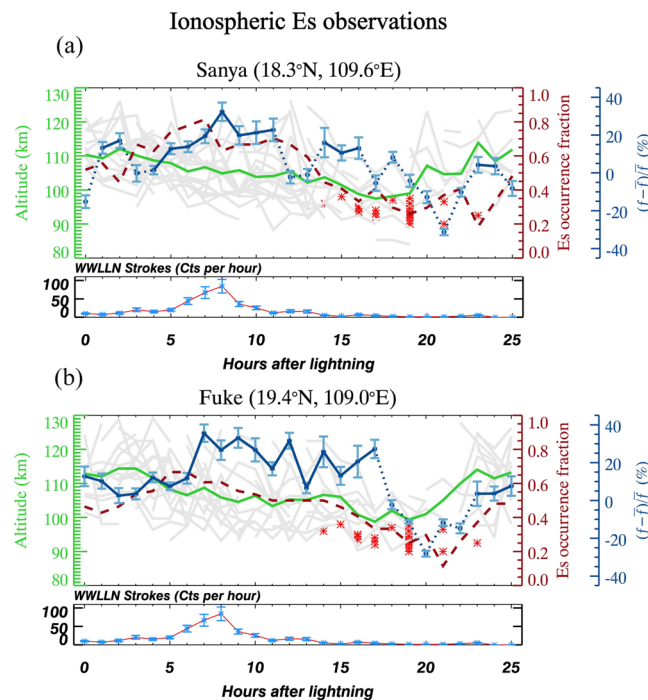 Ionospheric Es observations
(a)
Sanya (18.3°N, 109.6°E)
130
120
110
100
90
80
Altitude (km)
1.0
0.8
0.6
0.4
0.2
0.0
Es occurrence fraction
40
20
0
-20
-40
(f−f̄)/f̄ (%)
WWLLN Strokes (Cts per hour)
100
50
0 5 10 15 20 25
Hours after lightning
(b)
Fuke (19.4°N, 109.0°E)
130
120
110
100
90
80
Altitude (km)
1.0
0.8
0.6
0.4
0.2
0.0
Es occurrence fraction
40
20
0
-20
-40
(f−f̄)/f̄ (%)
WWLLN Strokes (Cts per hour)
100
50
0 5 10 15 20 25
Hours after lightning